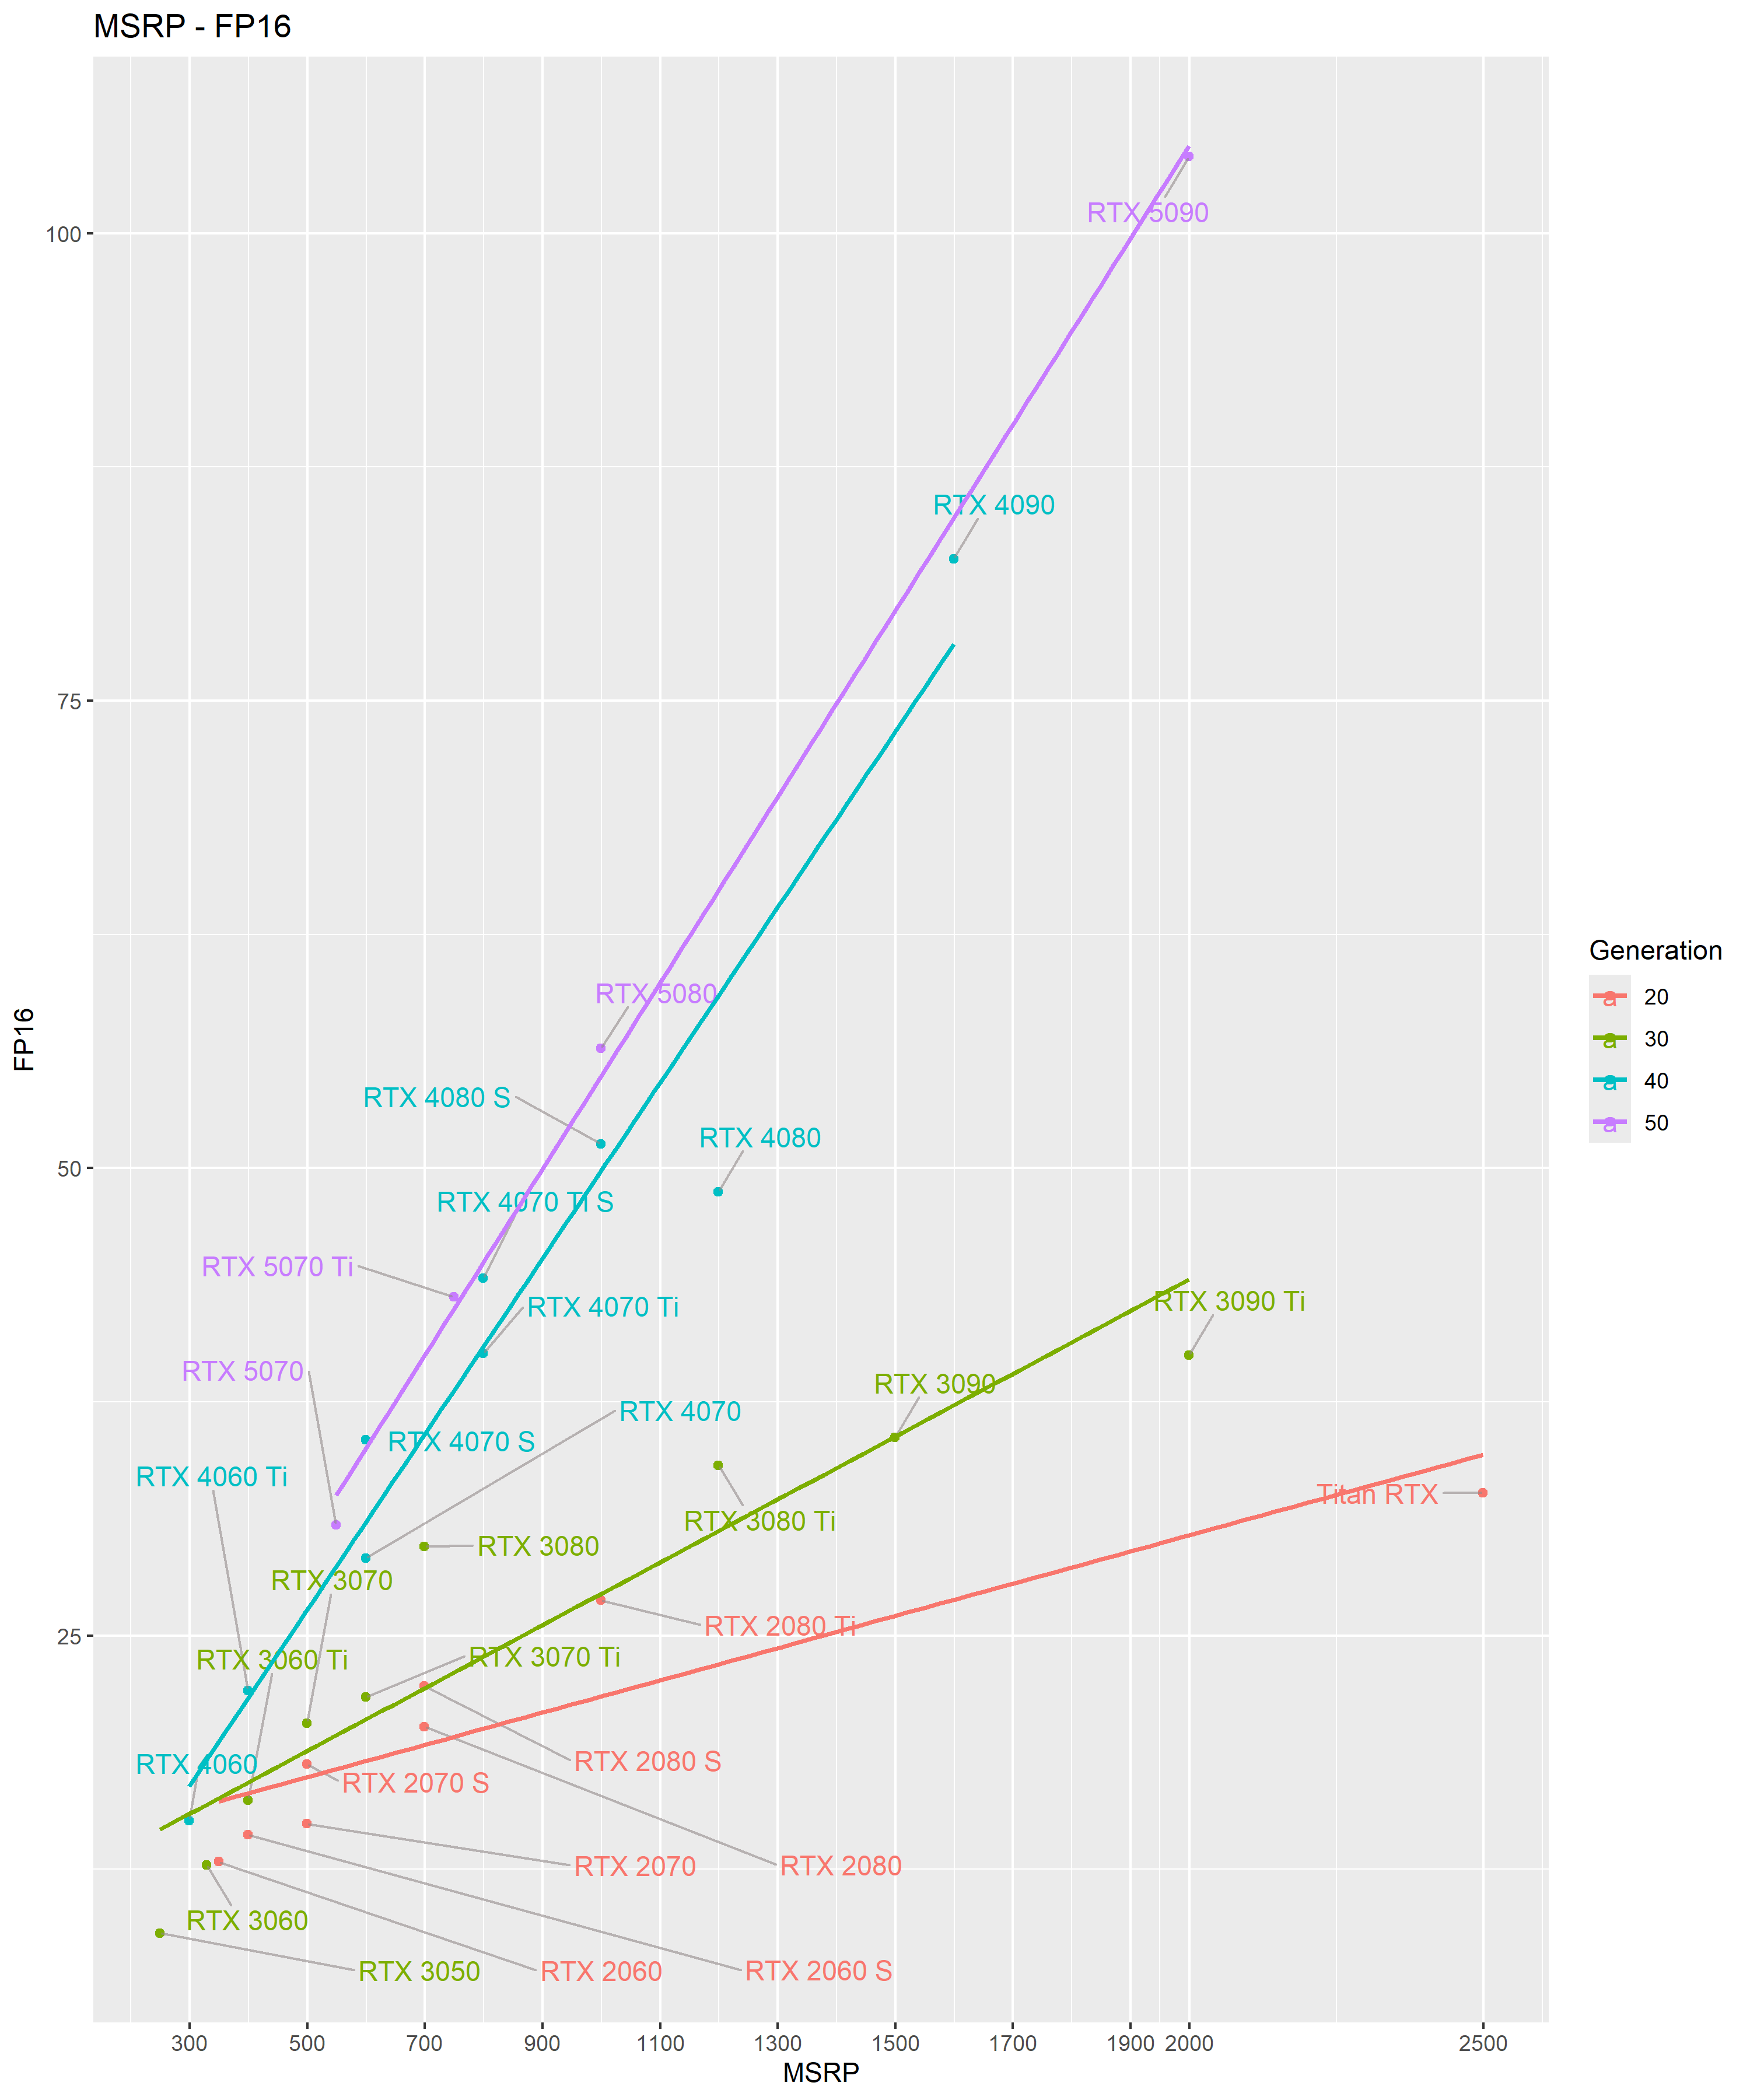 MSRP - FP16
RTX 5090
100
RTX 4090
75
RTX 5080
RTX 4080 S
RTX 4080
50
RTX 4070 Ti S
RTX 5070 Ti
RTX 4070 Ti
RTX 3090 Ti
RTX 5070
RTX 3090
RTX 4070
RTX 4070 S
RTX 4060 Ti
Titan RTX
RTX 3080 Ti
RTX 3080
RTX 3070
RTX 2080 Ti
25
RTX 3060 Ti
RTX 3070 Ti
RTX 4060
RTX 2080 S
RTX 2070 S
RTX 2070
RTX 2080
RTX 3060
RTX 3050
RTX 2060
RTX 2060 S
300 500 700 900 1100 1300 1500 1700 1900 2000 2500
MSRP
FP16
Generation
a 20
a 30
a 40
a 50